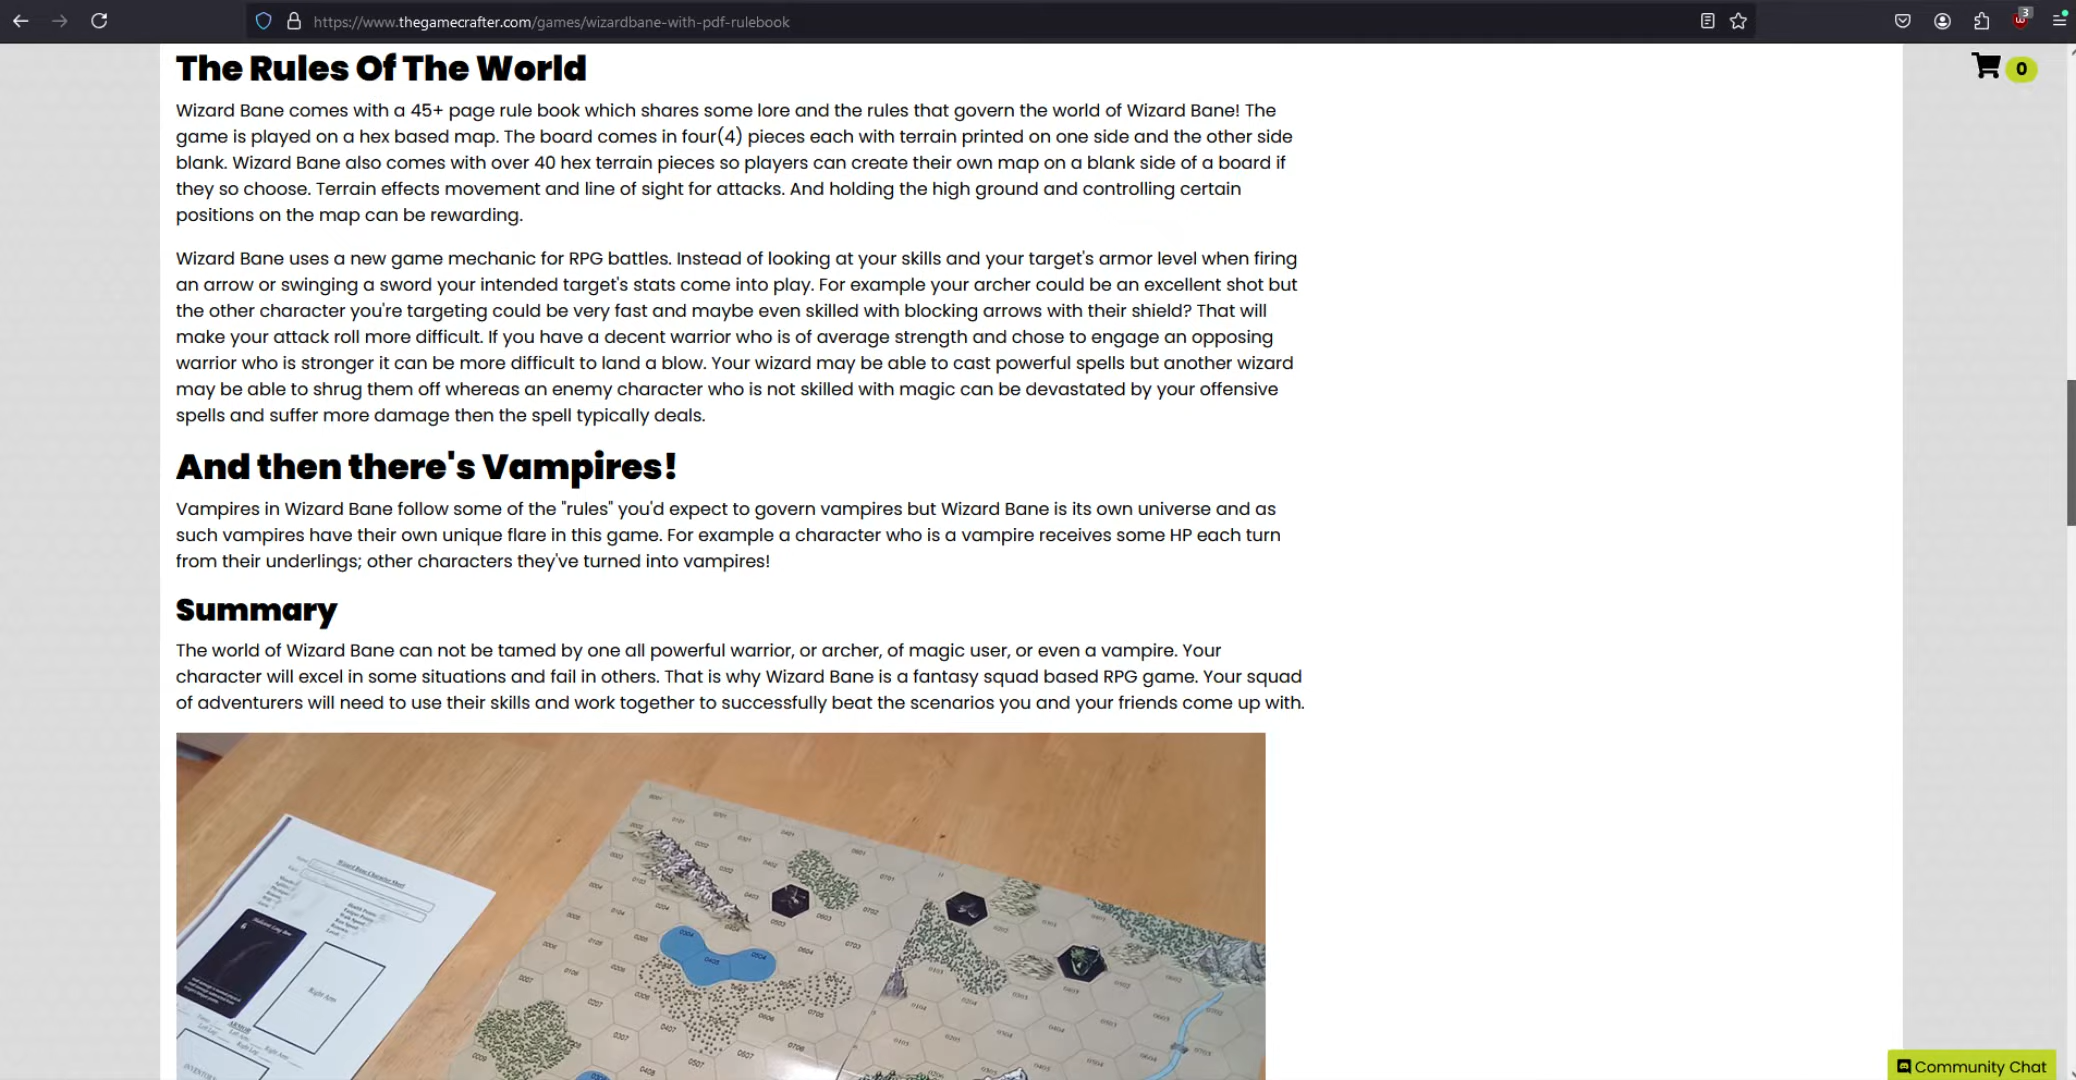 https://www.thegamecrafter.com/games/wizardbane-with-pdf-rulebook
3
0
The Rules Of The World
Wizard Bane comes with a 45+ page rule book which shares some lore and the rules that govern the world of Wizard Bane! The
game is played on a hex based map. The board comes in four(4) pieces each with terrain printed on one side and the other side
blank. Wizard Bane also comes with over 40 hex terrain pieces so players can create their own map on a blank side of a board if
they so choose. Terrain effects movement and line of sight for attacks. And holding the high ground and controlling certain
positions on the map can be rewarding.
Wizard Bane uses a new game mechanic for RPG battles. Instead of looking at your skills and your target's armor level when firing
an arrow or swinging a sword your intended target's stats come into play. For example your archer could be an excellent shot but
the other character you're targeting could be very fast and maybe even skilled with blocking arrows with their shield? That will
make your attack roll more difficult. If you have a decent warrior who is of average strength and chose to engage an opposing
warrior who is stronger it can be more difficult to land a blow. Your wizard may be able to cast powerful spells but another wizard
may be able to shrug them off whereas an enemy character who is not skilled with magic can be devastated by your offensive
spells and suffer more damage then the spell typically deals.
And then there's Vampires!
Vampires in Wizard Bane follow some of the "rules" you'd expect to govern vampires but Wizard Bane is its own universe and as
such vampires have their own unique flare in this game. For example a character who is a vampire receives some HP each turn
from their underlings; other characters they've turned into vampires!
Summary
The world of Wizard Bane can not be tamed by one all powerful warrior, or archer, of magic user, or even a vampire. Your
character will excel in some situations and fail in others. That is why Wizard Bane is a fantasy squad based RPG game. Your squad
of adventurers will need to use their skills and work together to successfully beat the scenarios you and your friends come up with.
Wizard Bane Character Sheet
Right Arm
ARMOR
Community Chat